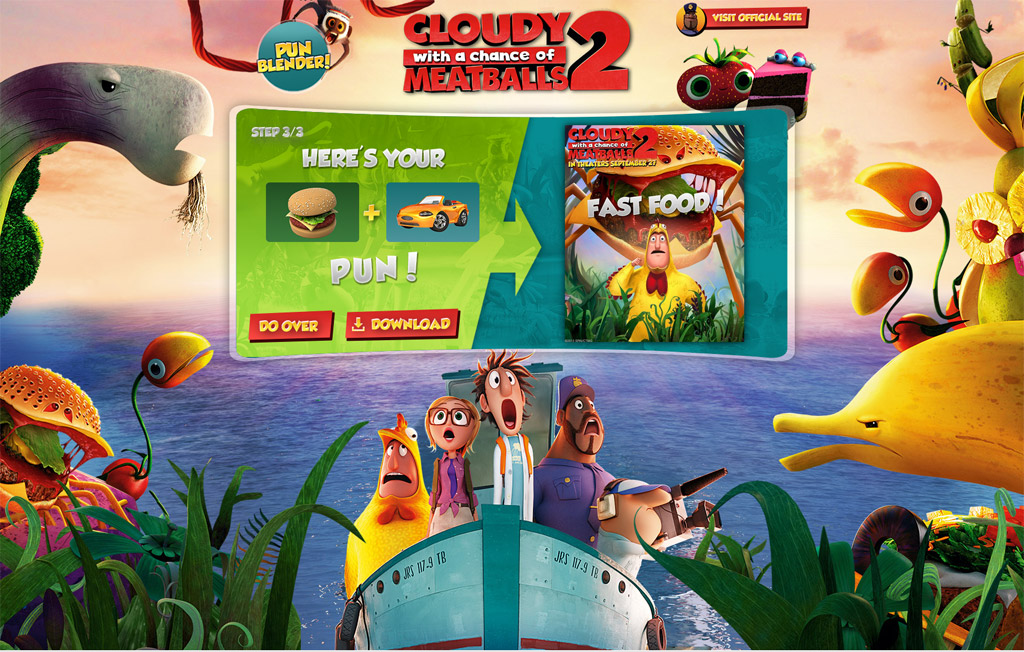 PUN
BLENDER!
CLOUDY
with a chance of
MEATBALLS 2
VISIT OFFICIAL SITE
STEP 3/3
HERE'S YOUR
+
PUN!
DO OVER
DOWNLOAD
CLOUDY
with a chance of
MEATBALLS 2
IN THEATERS SEPTEMBER 27
FAST FOOD!
JRS 117-9 TB
JRS 117-9 TB